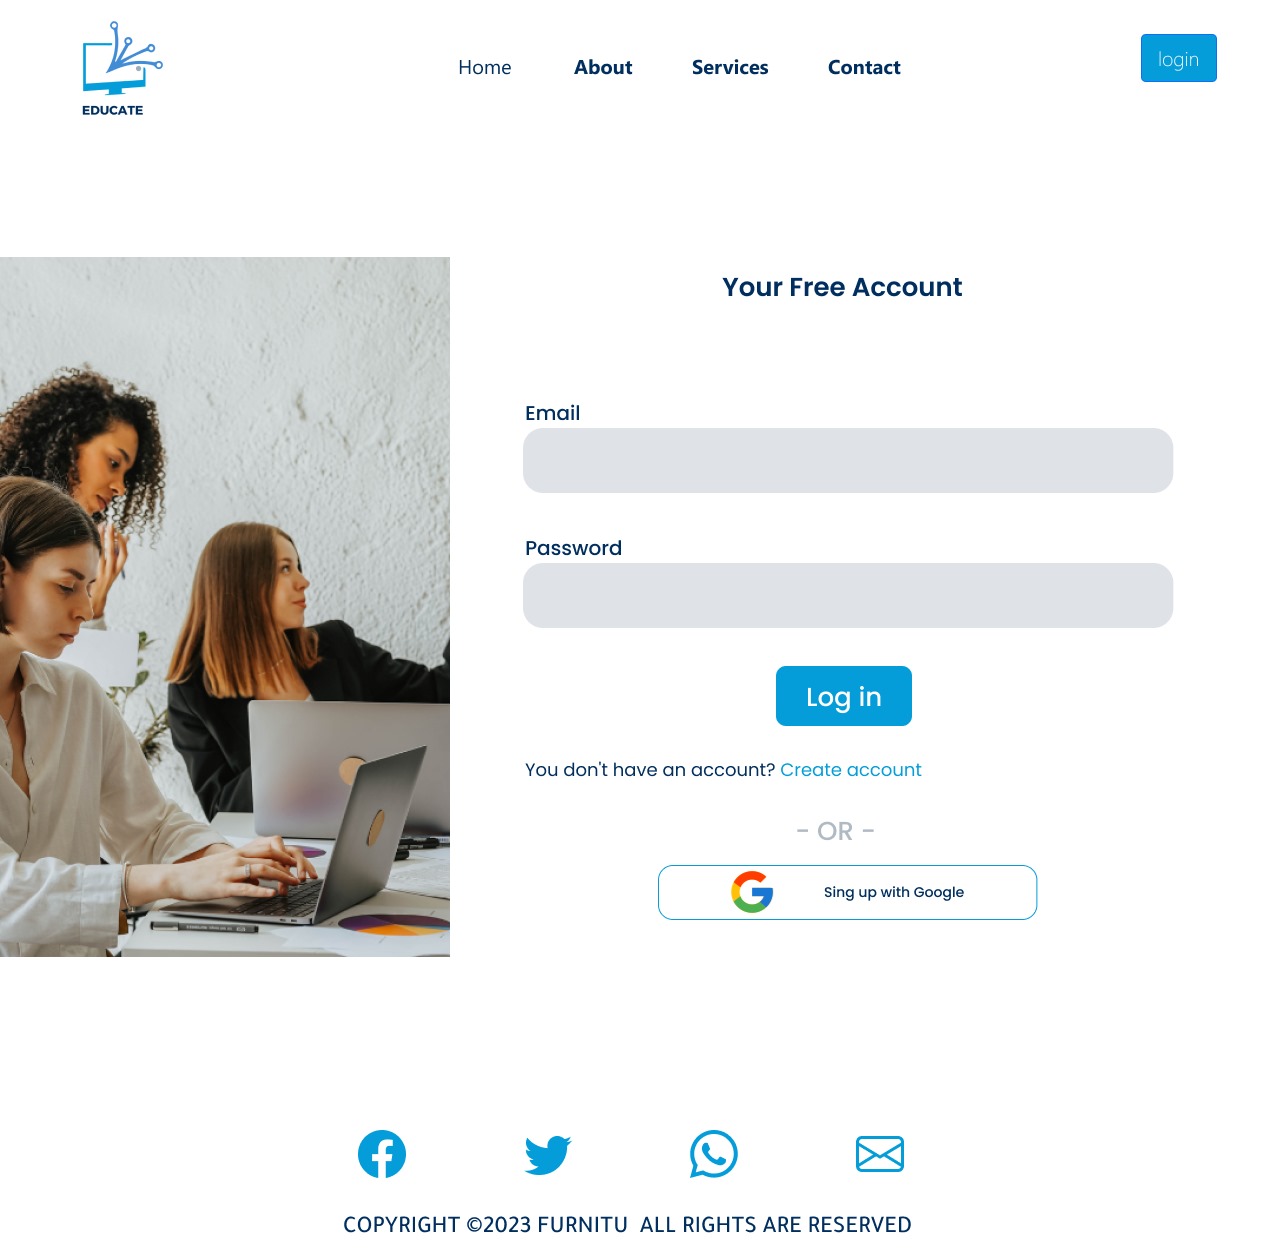 EDUCATE
Home About Services Contact
login
Your Free Account
Email
Password
Log in
You don't have an account? Create account
- OR -
Sing up with Google
COPYRIGHT ©2023 FURNITU ALL RIGHTS ARE RESERVED